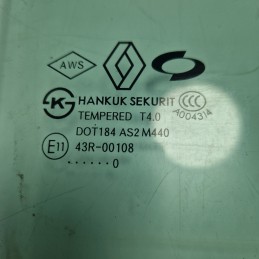 AWS
HANKUK SEKURIT
TEMPERED T4.0
A004314
DOT184 AS2 M440
E11 43R-00108
······0